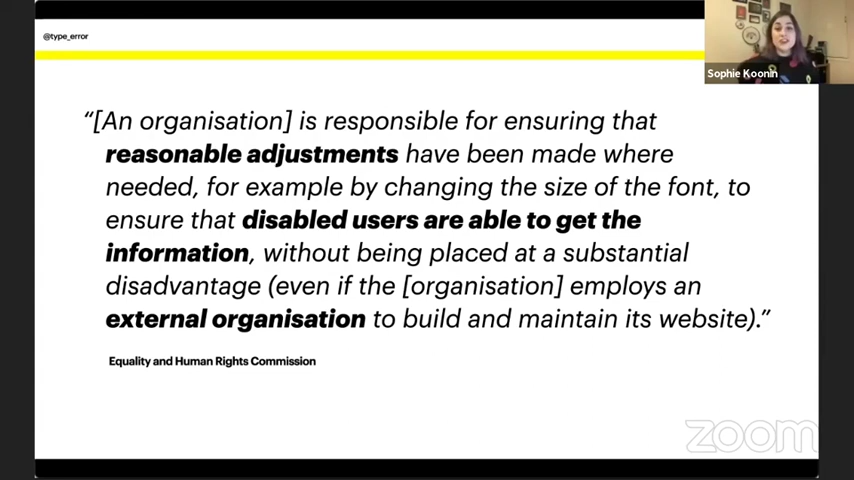 @type_error
Sophie Koonin
“[An organisation] is responsible for ensuring that
reasonable adjustments have been made where
needed, for example by changing the size of the font, to
ensure that disabled users are able to get the
information, without being placed at a substantial
disadvantage (even if the [organisation] employs an
external organisation to build and maintain its website).”
Equality and Human Rights Commission
zoom